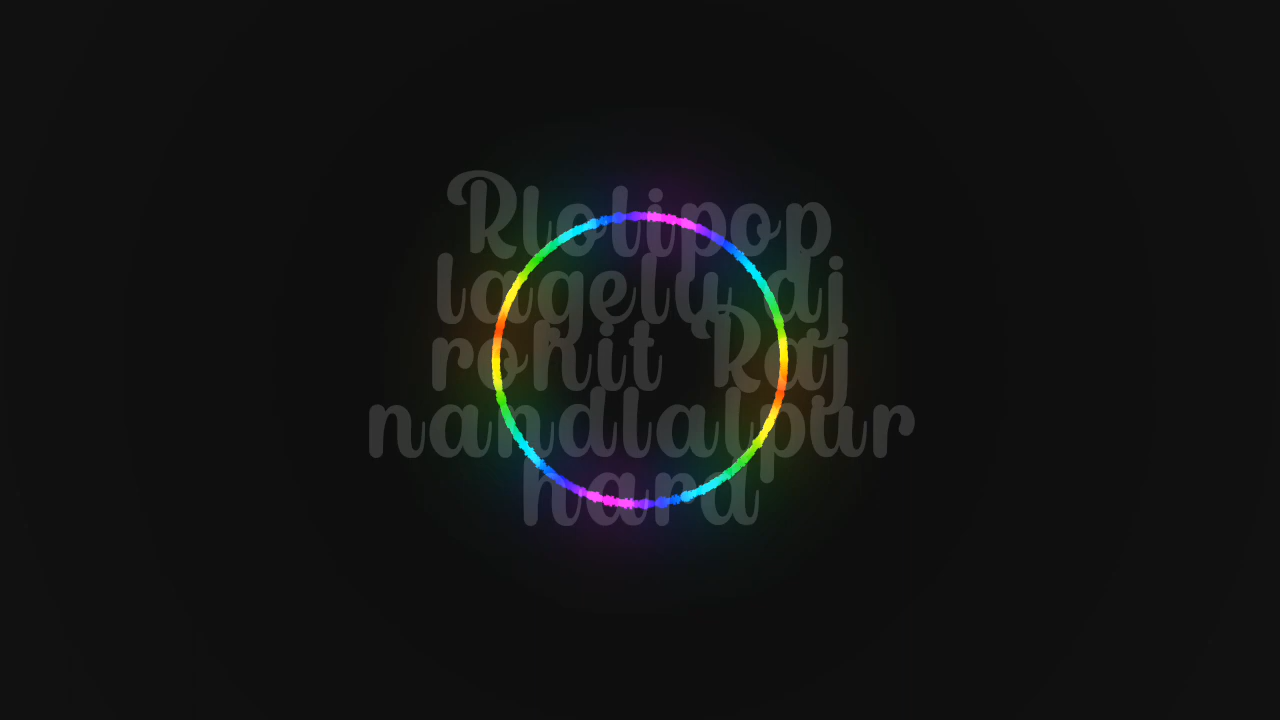 Rlolipop
lagelu dj
rohit Raj
nandlalpur
hard